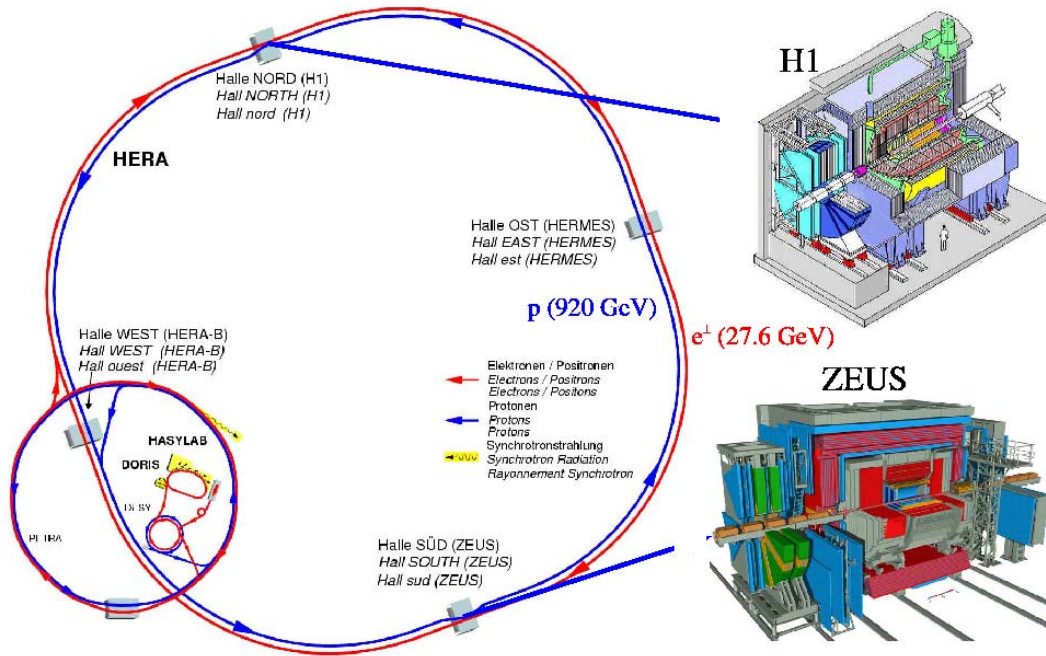 Halle NORD (H1)
Hall NORTH (H1)
Hall nord (H1)
H1
HERA
Halle OST (HERMES)
Hall EAST (HERMES)
Hall est (HERMES)
p (920 GeV)
e± (27.6 GeV)
Halle WEST (HERA-B)
Hall WEST (HERA-B)
Hall ouest (HERA-B)
Elektronen / Positronen
Electrons / Positrons
Electrons / Positons
Protonen
Protons
Protons
Synchrotronstrahlung
Synchrotron Radiation
Rayonnement Synchrotron
ZEUS
HASYLAB
DORIS
DESY
PETRA
Halle SÜD (ZEUS)
Hall SOUTH (ZEUS)
Hall sud (ZEUS)